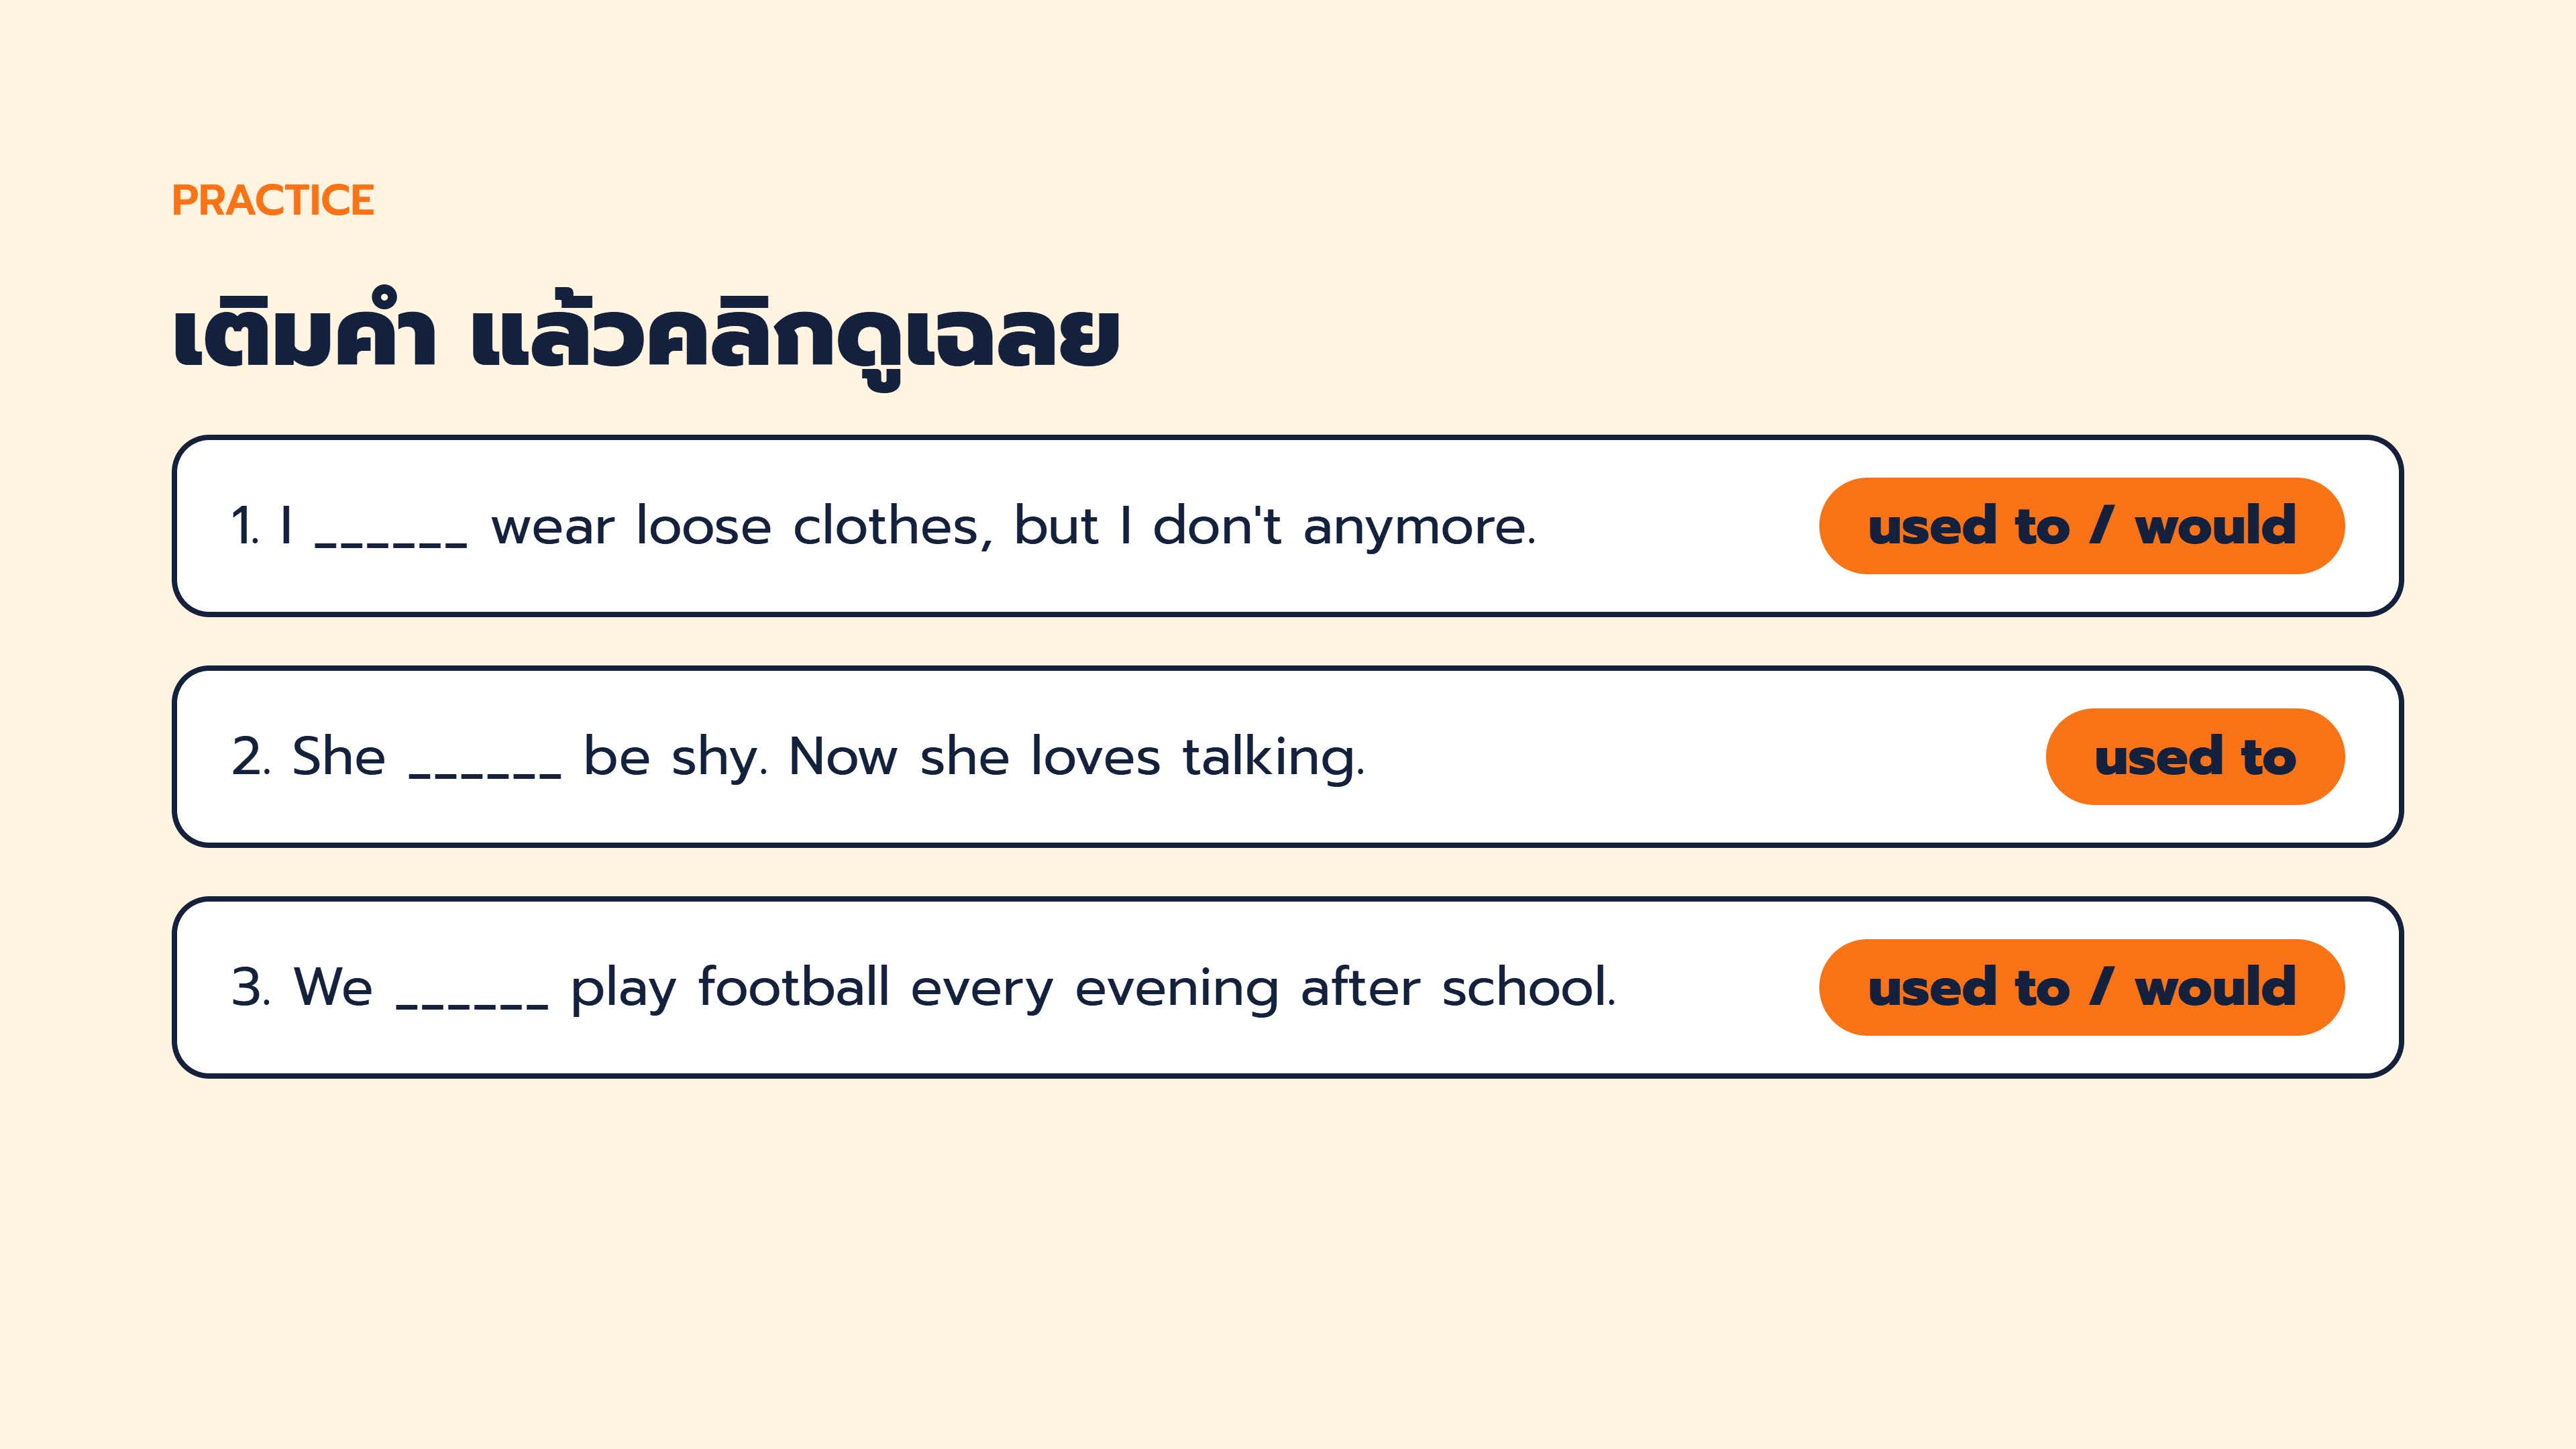 PRACTICE
เติมคำ แล้วคลิกดูเฉลย
1. I ______ wear loose clothes, but I don't anymore.
used to / would
2. She ______ be shy. Now she loves talking.
used to
3. We ______ play football every evening after school.
used to / would